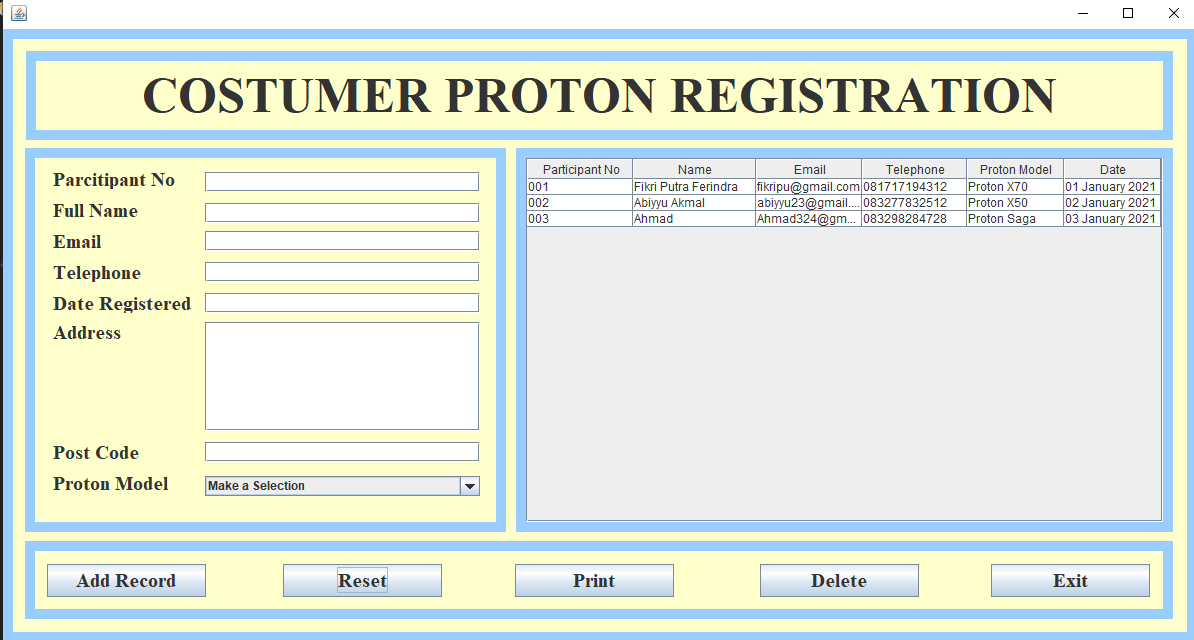 COSTUMER PROTON REGISTRATION
Parcitipant No
Full Name
Email
Telephone
Date Registered
Address
Post Code
Proton Model Make a Selection
Participant No Name Email Telephone Proton Model Date
001 Fikri Putra Ferindra fikripu@gmail.com 081717194312 Proton X70 01 January 2021
002 Abiyyu Akmal abiyyu23@gmail.... 083277832512 Proton X50 02 January 2021
003 Ahmad Ahmad324@gm... 083298284728 Proton Saga 03 January 2021
Add Record Reset Print Delete Exit